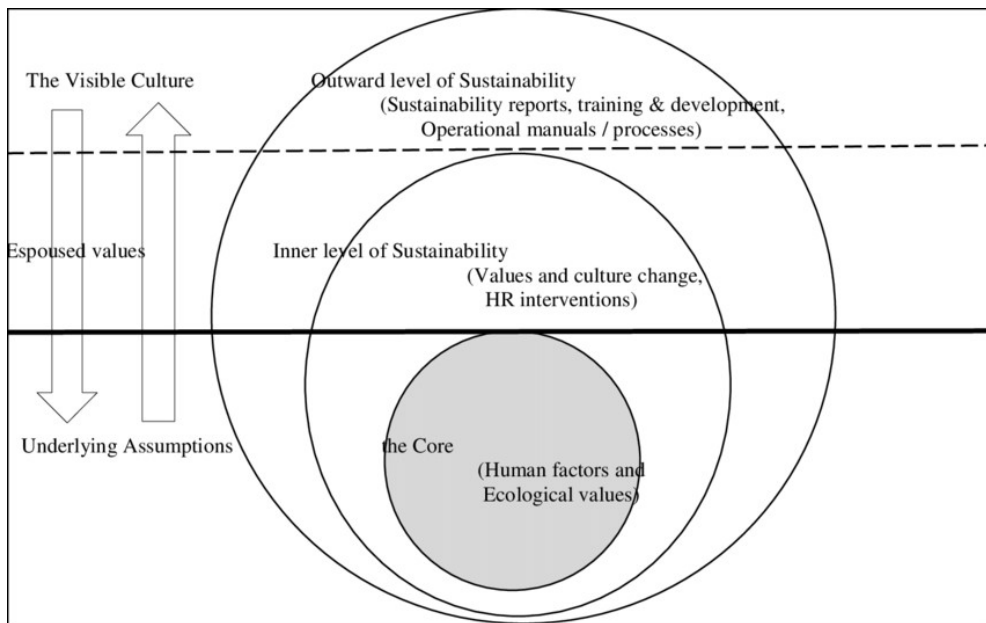 The Visible Culture
Outward level of Sustainability
(Sustainability reports, training & development,
Operational manuals / processes)
Espoused values
Inner level of Sustainability
(Values and culture change,
HR interventions)
Underlying Assumptions
the Core
(Human factors and
Ecological values)